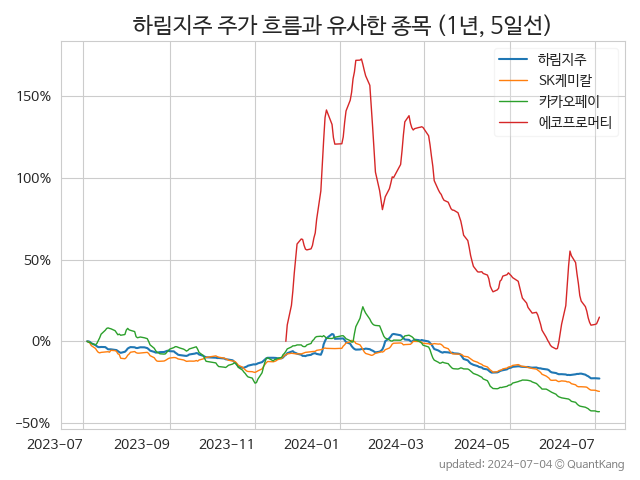 하림지주 주가 흐름과 유사한 종목 (1년, 5일선)
하림지주
SK케미칼
카카오페이
에코프로머티
150%
100%
50%
0%
−50%
2023-07 2023-09 2023-11 2024-01 2024-03 2024-05 2024-07
updated: 2024-07-04 © QuantKang